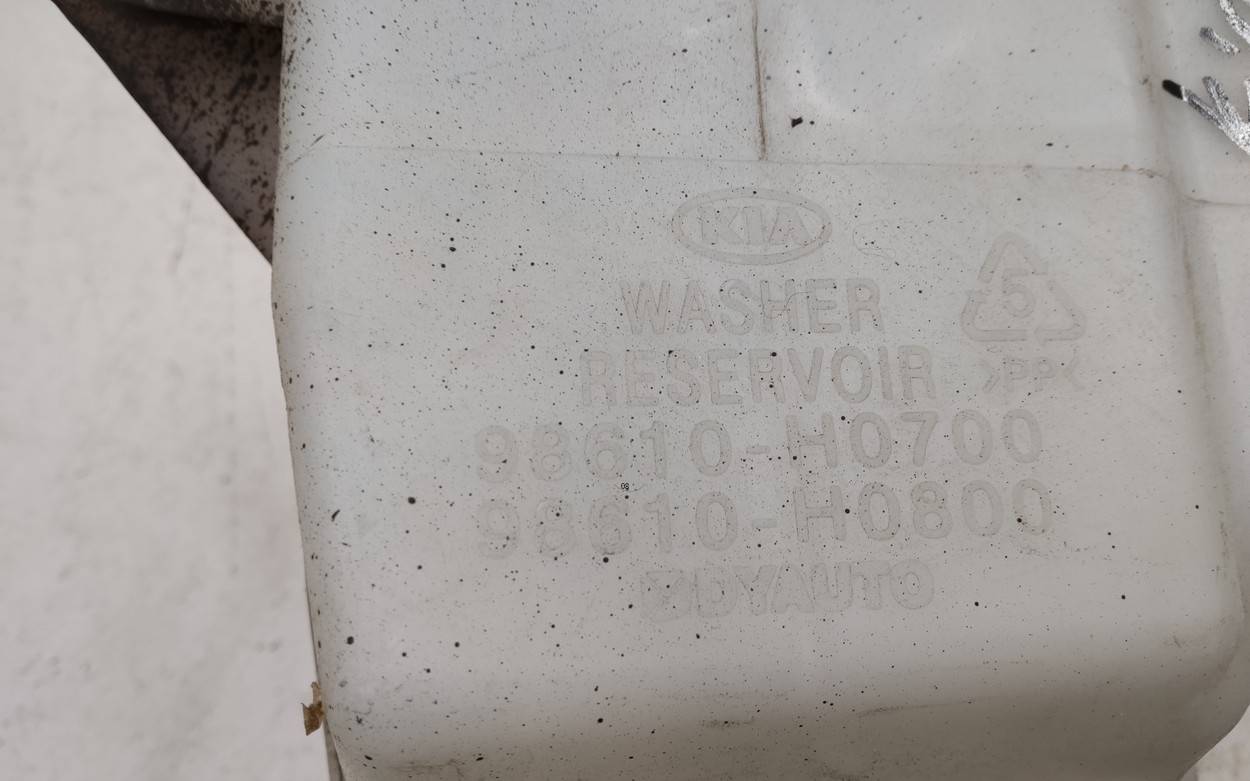 KIA
WASHER
RESERVOIR
5
>PP<
98610-H0700
98610-H0800
DYAUTO